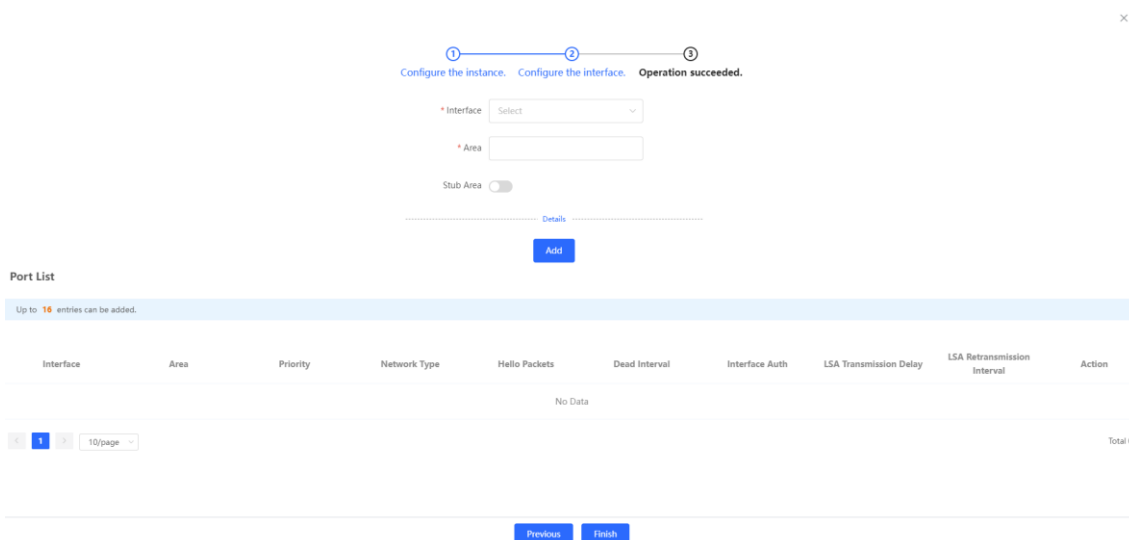 1 2 3
Configure the instance. Configure the interface. Operation succeeded.
* Interface Select
* Area
Stub Area
Details
Add
Port List
Up to 16 entries can be added.
Interface Area Priority Network Type Hello Packets Dead Interval Interface Auth LSA Transmission Delay LSA Retransmission Interval Action
No Data
< 1 > 10/page Total
Previous Finish